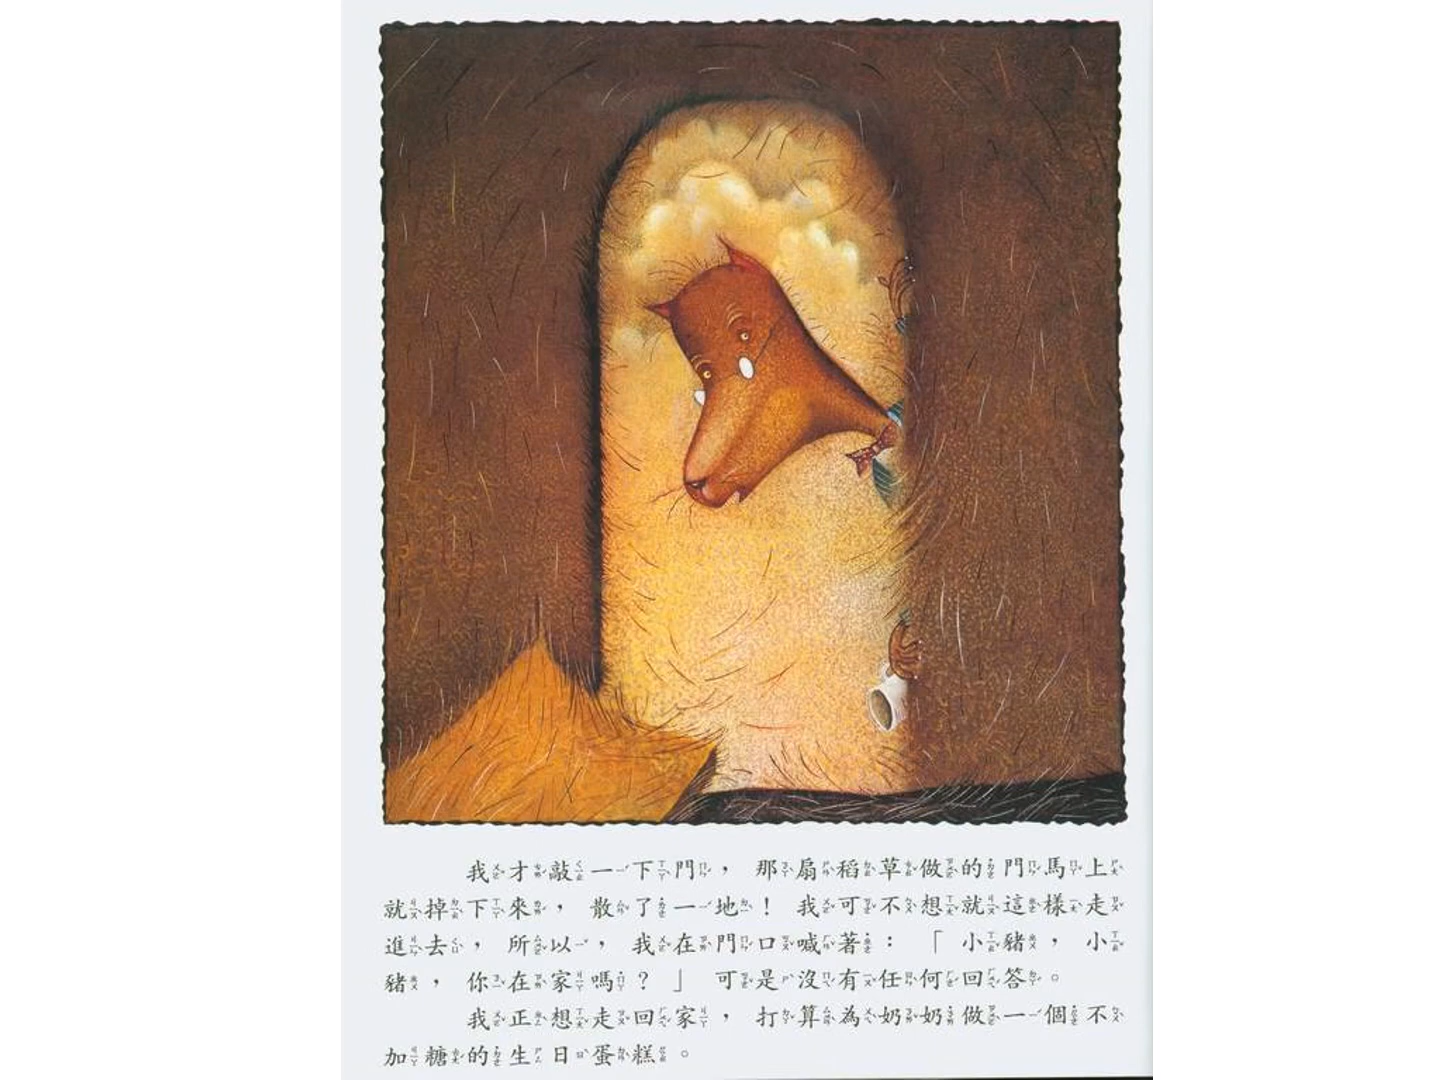 我才敲一下門，那扇稻草做的門馬上
就掉下來，散了一地！我可不想就這樣走
進去，所以，我在門口喊著：「小豬，小
豬，你在家嗎？」可是沒有任何回答。
我正想走回家，打算為奶奶做一個不
加糖的生日蛋糕。